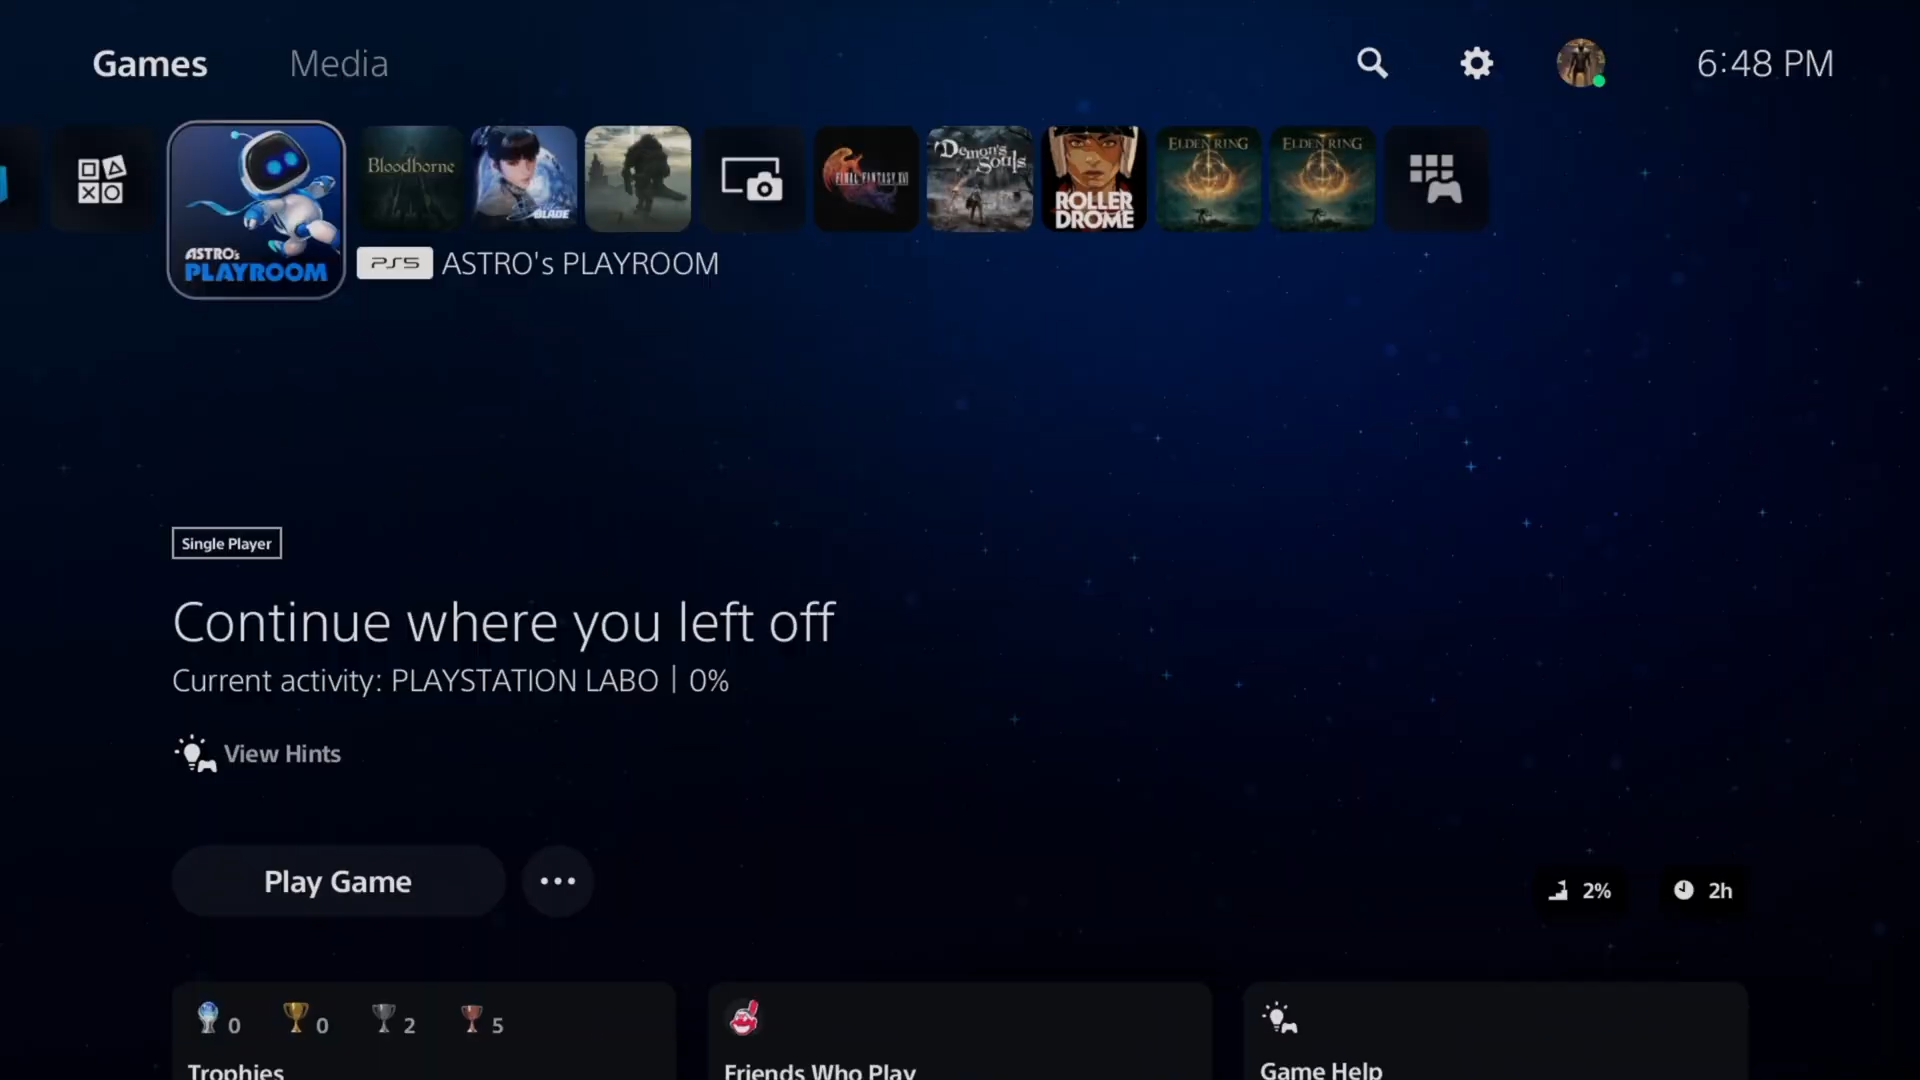 Games
Media
6:48 PM
ASTRO's
PLAYROOM
Bloodborne
BLADE
FINAL FANTASY XVI
Demon's
Souls
ROLLER
DROME
ELDEN RING
ELDEN RING
PS5
ASTRO's PLAYROOM
Single Player
Continue where you left off
Current activity: PLAYSTATION LABO | 0%
View Hints
Play Game
2%
2h
0
0
2
5
Trophies
Friends Who Play
Game Help